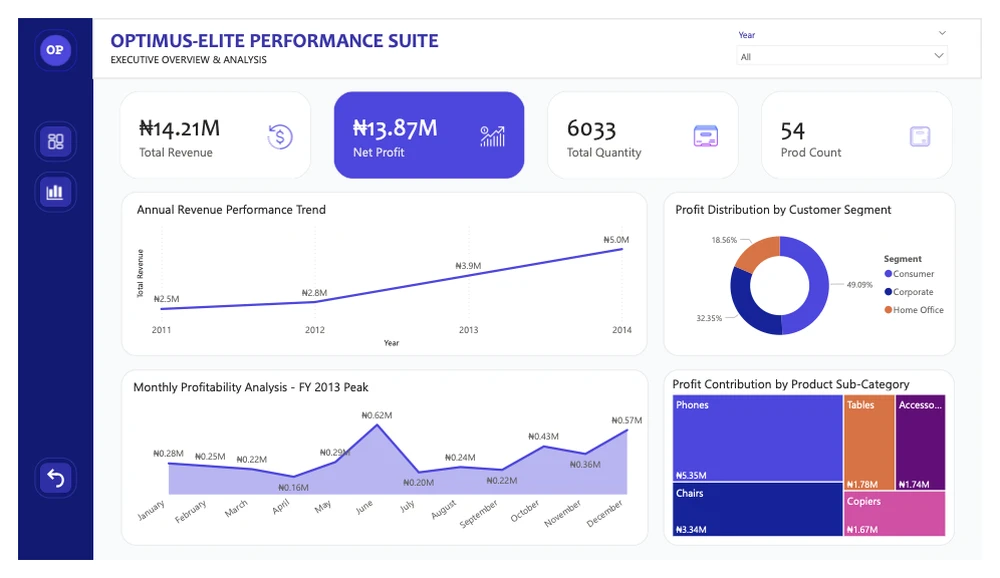 OP
OPTIMUS-ELITE PERFORMANCE SUITE
EXECUTIVE OVERVIEW & ANALYSIS
Year
All
₦14.21M
Total Revenue
₦13.87M
Net Profit
6033
Total Quantity
54
Prod Count
Annual Revenue Performance Trend
Total Revenue
₦2.5M
₦2.8M
₦3.9M
₦5.0M
2011
2012
2013
2014
Year
Profit Distribution by Customer Segment
18.56%
49.09%
32.35%
Segment
Consumer
Corporate
Home Office
Monthly Profitability Analysis - FY 2013 Peak
₦0.28M
₦0.25M
₦0.22M
₦0.16M
₦0.29M
₦0.62M
₦0.20M
₦0.24M
₦0.22M
₦0.43M
₦0.36M
₦0.57M
January
February
March
April
May
June
July
August
September
October
November
December
Profit Contribution by Product Sub-Category
Phones
₦5.35M
Chairs
₦3.34M
Tables
₦1.78M
Accesso...
₦1.74M
Copiers
₦1.67M